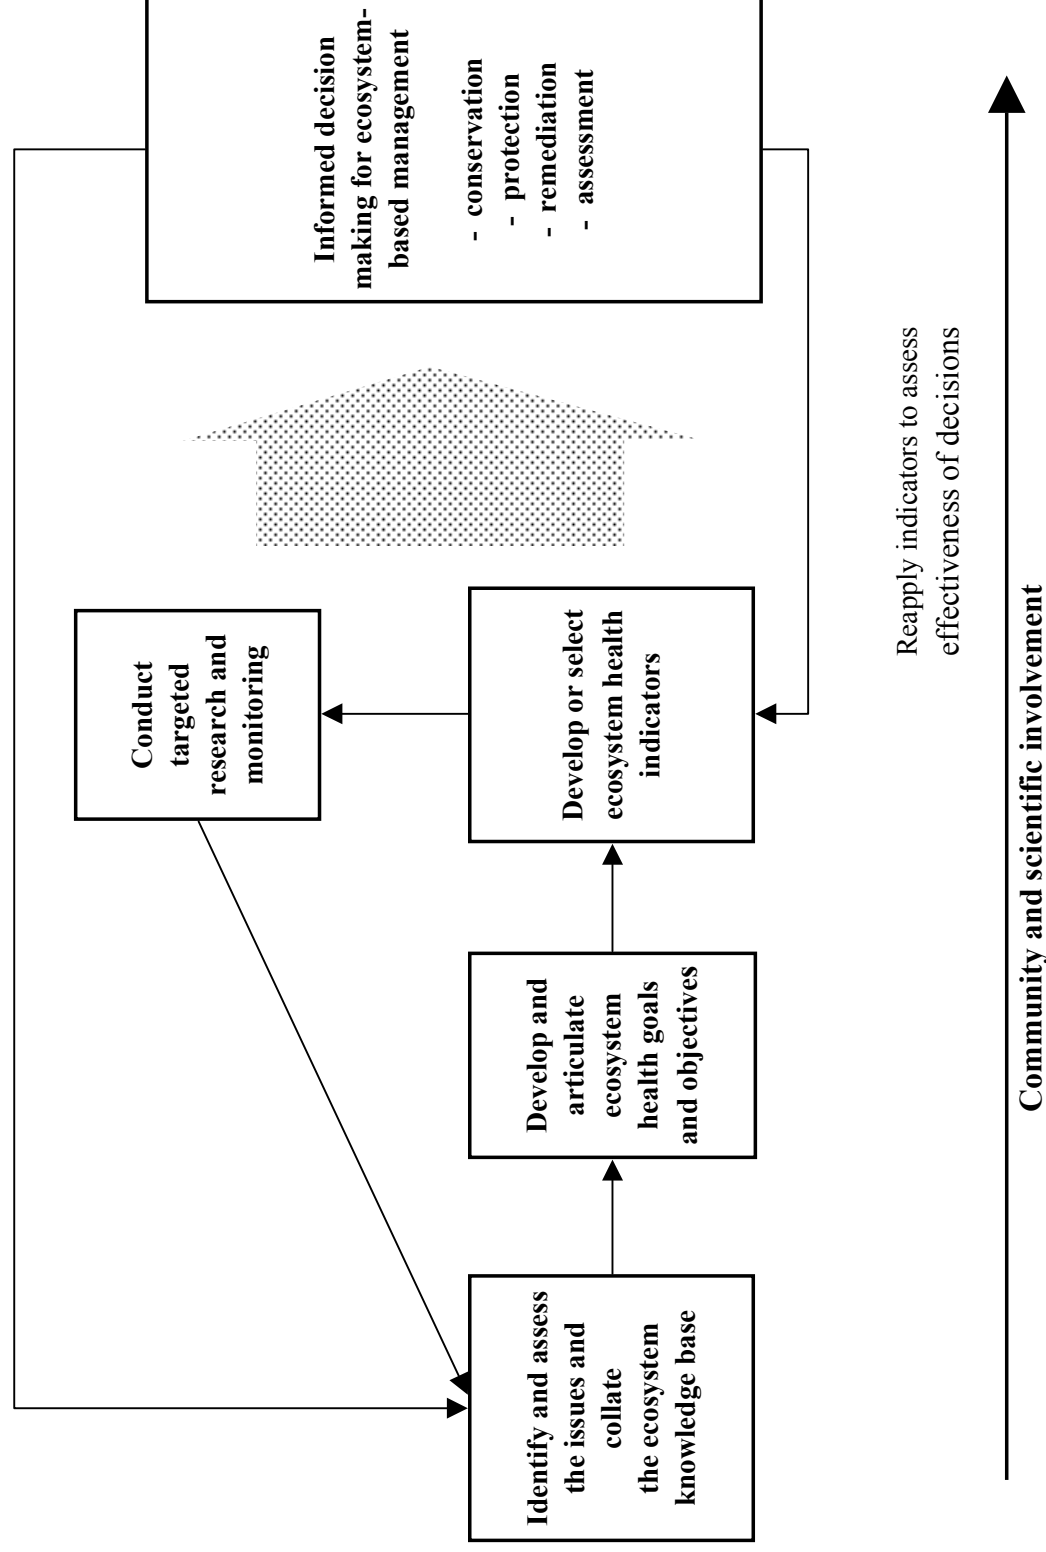 Identify and assess
the issues and
collate
the ecosystem
knowledge base
Develop and
articulate
ecosystem
health goals
and objectives
Develop or select
ecosystem health
indicators
Conduct
targeted
research and
monitoring
Informed decision
making for ecosystem-
based management
- conservation
- protection
- remediation
- assessment
Reapply indicators to assess
effectiveness of decisions
Community and scientific involvement